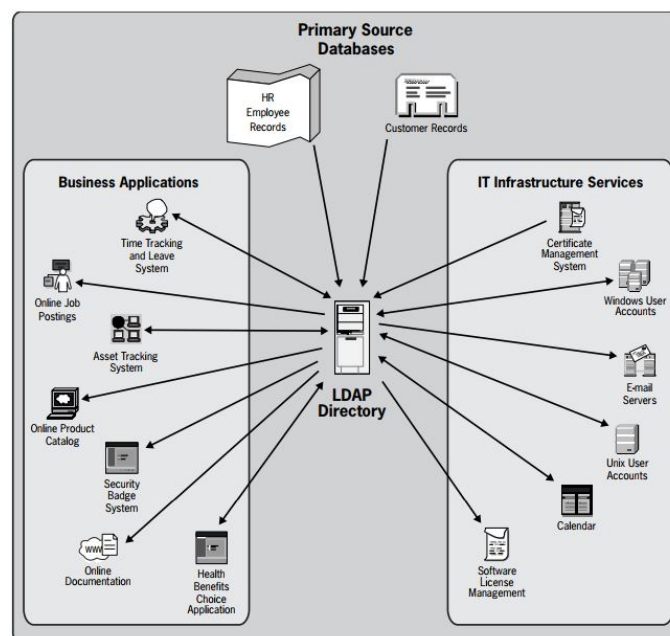 Primary Source
Databases
HR
Employee
Records
Customer Records
Business Applications
Time Tracking
and Leave
System
Online Job
Postings
Asset Tracking
System
Online Product
Catalog
Security
Badge
System
WWW
Online
Documentation
Health
Benefits
Choice
Application
LDAP
Directory
IT Infrastructure Services
Certificate
Management
System
Windows User
Accounts
E-mail
Servers
Unix User
Accounts
Calendar
Software
License
Management